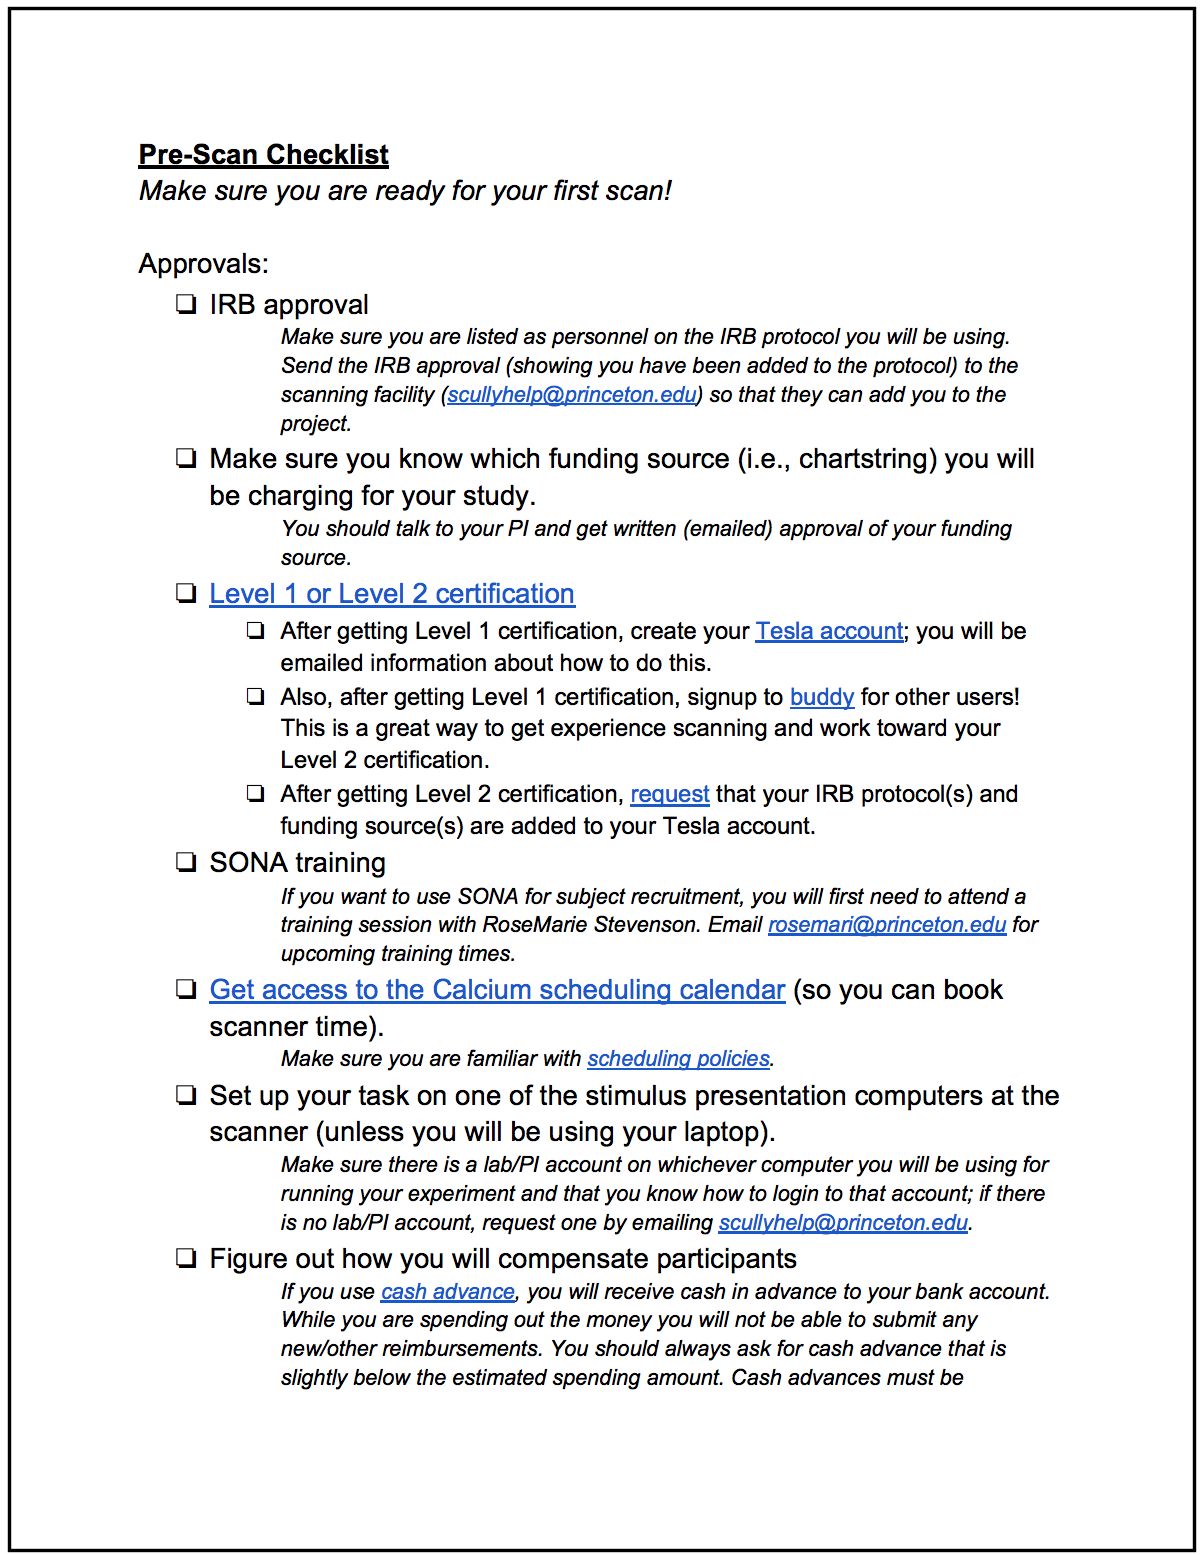 Pre-Scan Checklist
Make sure you are ready for your first scan!
Approvals:
❏ IRB approval
Make sure you are listed as personnel on the IRB protocol you will be using.
Send the IRB approval (showing you have been added to the protocol) to the
scanning facility (scullyhelp@princeton.edu) so that they can add you to the
project.
❏ Make sure you know which funding source (i.e., chartstring) you will
be charging for your study.
You should talk to your PI and get written (emailed) approval of your funding
source.
❏ Level 1 or Level 2 certification
❏ After getting Level 1 certification, create your Tesla account; you will be
emailed information about how to do this.
❏ Also, after getting Level 1 certification, signup to buddy for other users!
This is a great way to get experience scanning and work toward your
Level 2 certification.
❏ After getting Level 2 certification, request that your IRB protocol(s) and
funding source(s) are added to your Tesla account.
❏ SONA training
If you want to use SONA for subject recruitment, you will first need to attend a
training session with RoseMarie Stevenson. Email rosemari@princeton.edu for
upcoming training times.
❏ Get access to the Calcium scheduling calendar (so you can book
scanner time).
Make sure you are familiar with scheduling policies.
❏ Set up your task on one of the stimulus presentation computers at the
scanner (unless you will be using your laptop).
Make sure there is a lab/PI account on whichever computer you will be using for
running your experiment and that you know how to login to that account; if there
is no lab/PI account, request one by emailing scullyhelp@princeton.edu.
❏ Figure out how you will compensate participants
If you use cash advance, you will receive cash in advance to your bank account.
While you are spending out the money you will not be able to submit any
new/other reimbursements. You should always ask for cash advance that is
slightly below the estimated spending amount. Cash advances must be